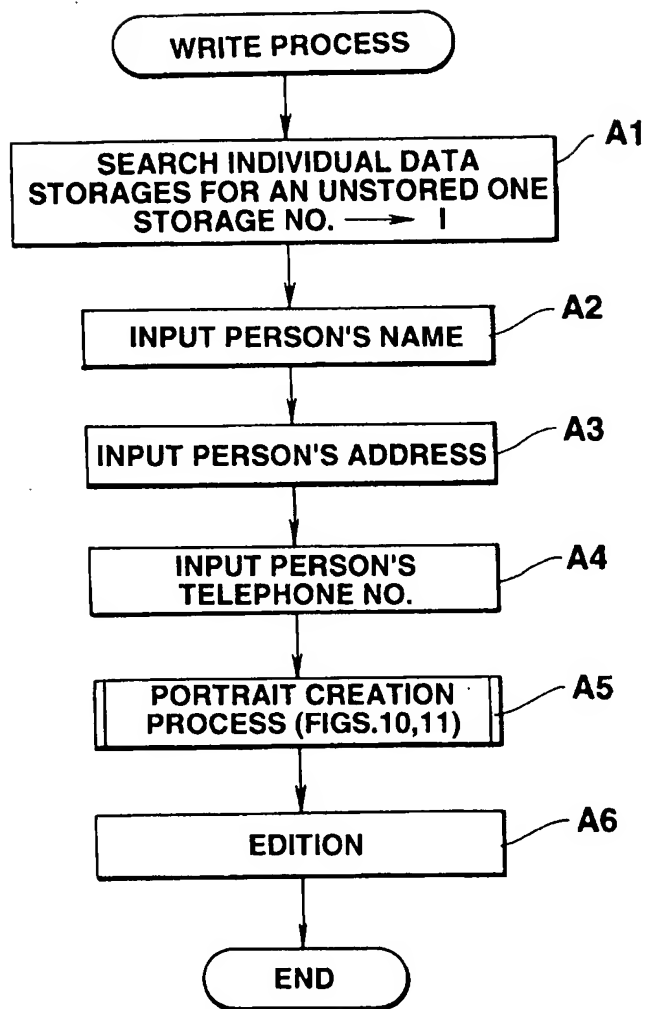 WRITE PROCESS
A1
SEARCH INDIVIDUAL DATA
STORAGES FOR AN UNSTORED ONE
STORAGE NO. → I
A2
INPUT PERSON'S NAME
A3
INPUT PERSON'S ADDRESS
A4
INPUT PERSON'S
TELEPHONE NO.
A5
PORTRAIT CREATION
PROCESS (FIGS.10,11)
A6
EDITION
END